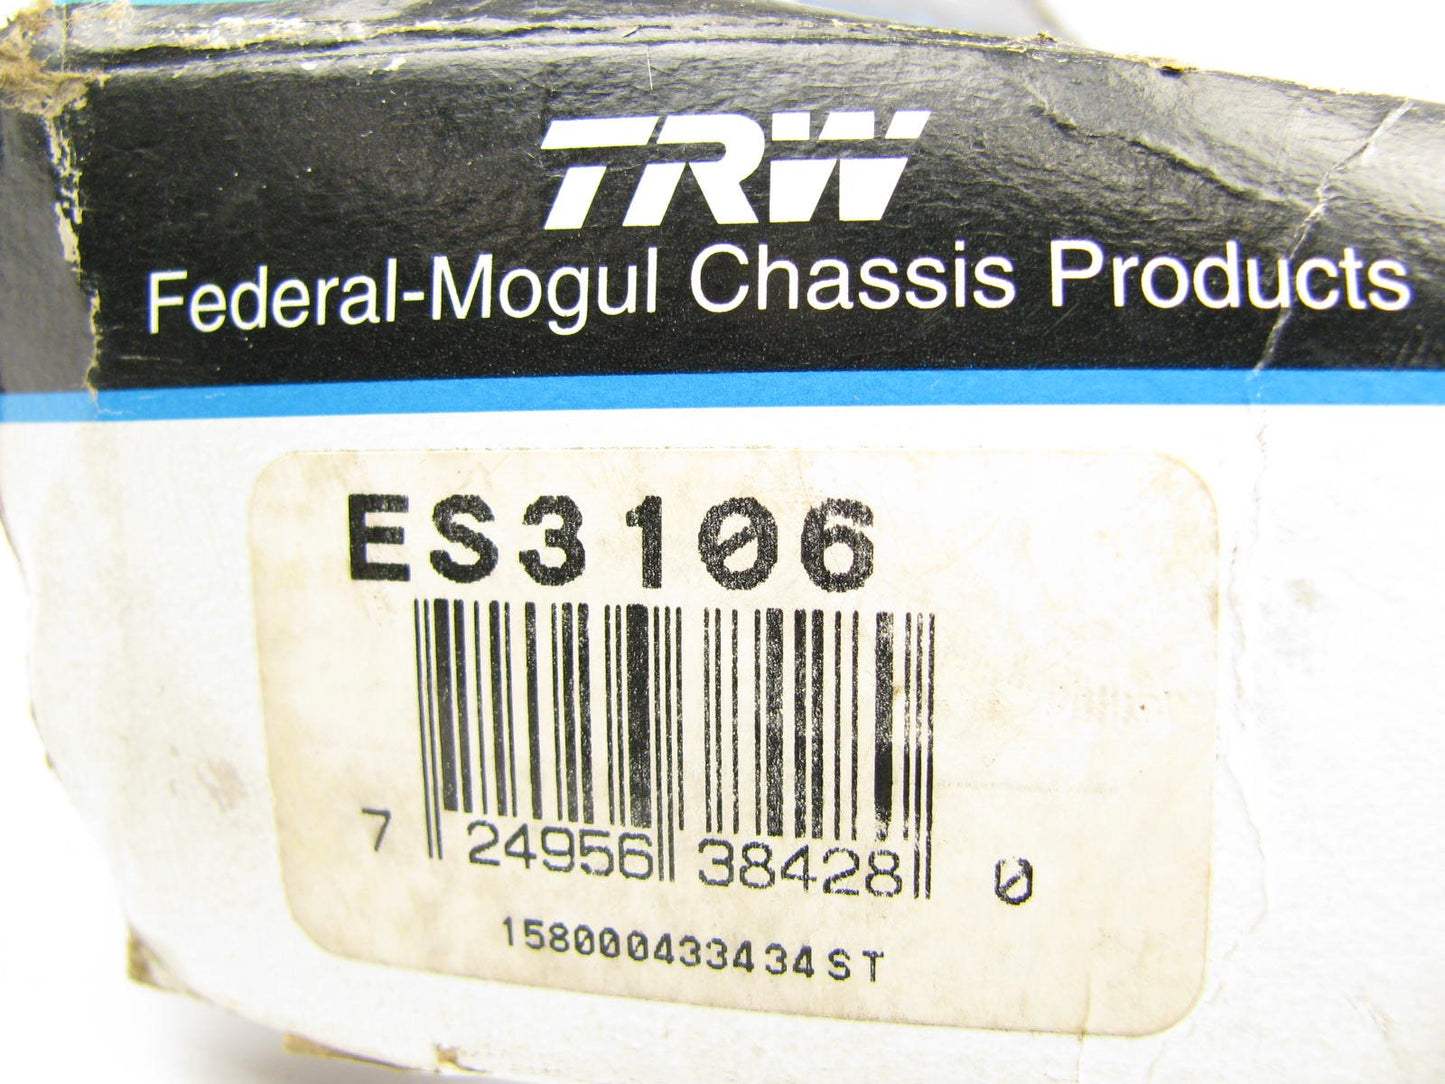 TRW
Federal-Mogul Chassis Products
ES3106
7 24956 38428 0
158000433434ST